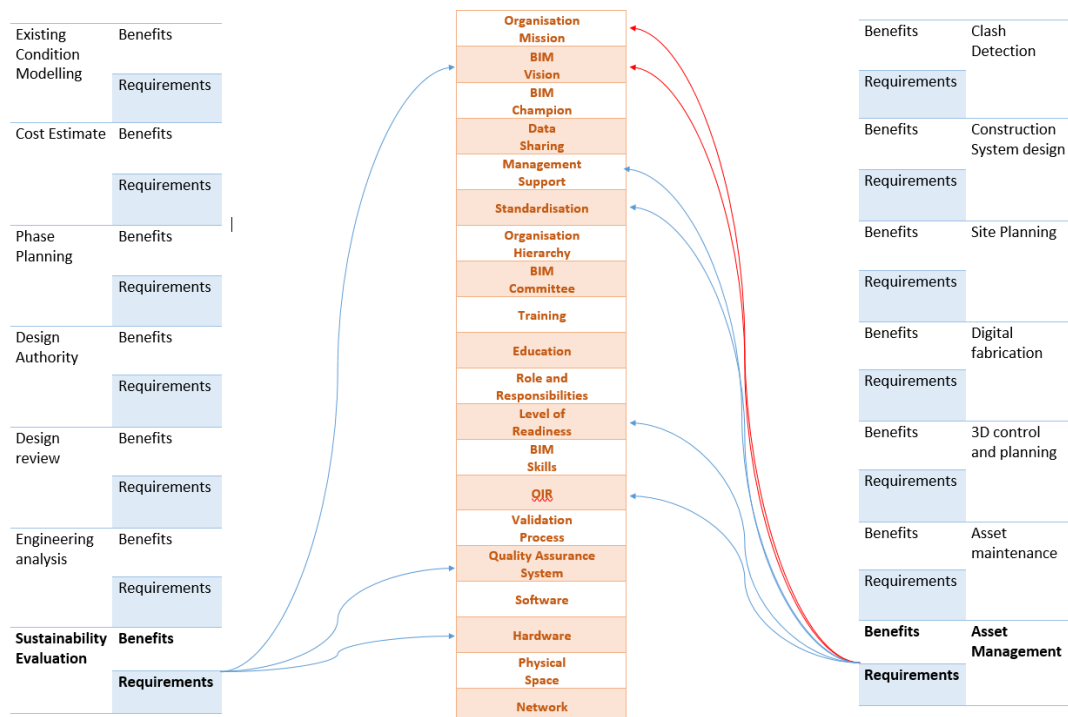 Existing
Condition
Modelling
Benefits
Requirements
Cost Estimate
Benefits
Requirements
Phase
Planning
Benefits
Requirements
Design
Authority
Benefits
Requirements
Design
review
Benefits
Requirements
Engineering
analysis
Benefits
Requirements
Sustainability
Evaluation
Benefits
Requirements
Organisation
Mission
BIM
Vision
BIM
Champion
Data
Sharing
Management
Support
Standardisation
Organisation
Hierarchy
BIM
Committee
Training
Education
Role and
Responsibilities
Level of
Readiness
BIM
Skills
OIR
Validation
Process
Quality Assurance
System
Software
Hardware
Physical
Space
Network
Benefits
Requirements
Clash
Detection
Benefits
Requirements
Construction
System design
Benefits
Requirements
Site Planning
Benefits
Requirements
Digital
fabrication
Benefits
Requirements
3D control
and planning
Benefits
Requirements
Asset
maintenance
Benefits
Requirements
Asset
Management